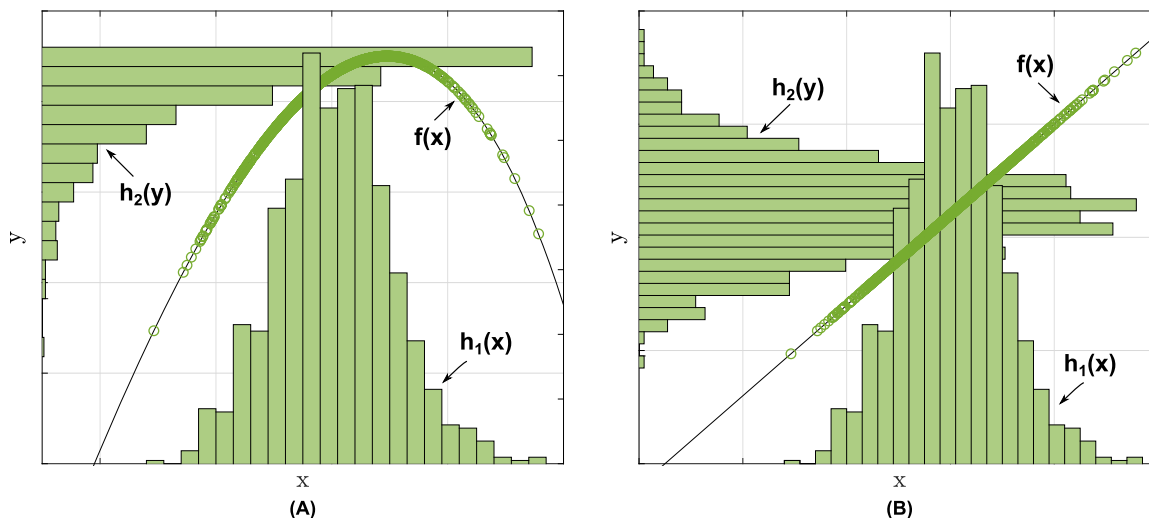 h₂(y)
f(x)
h₁(x)
y
x
(A)
h₂(y)
f(x)
h₁(x)
y
x
(B)